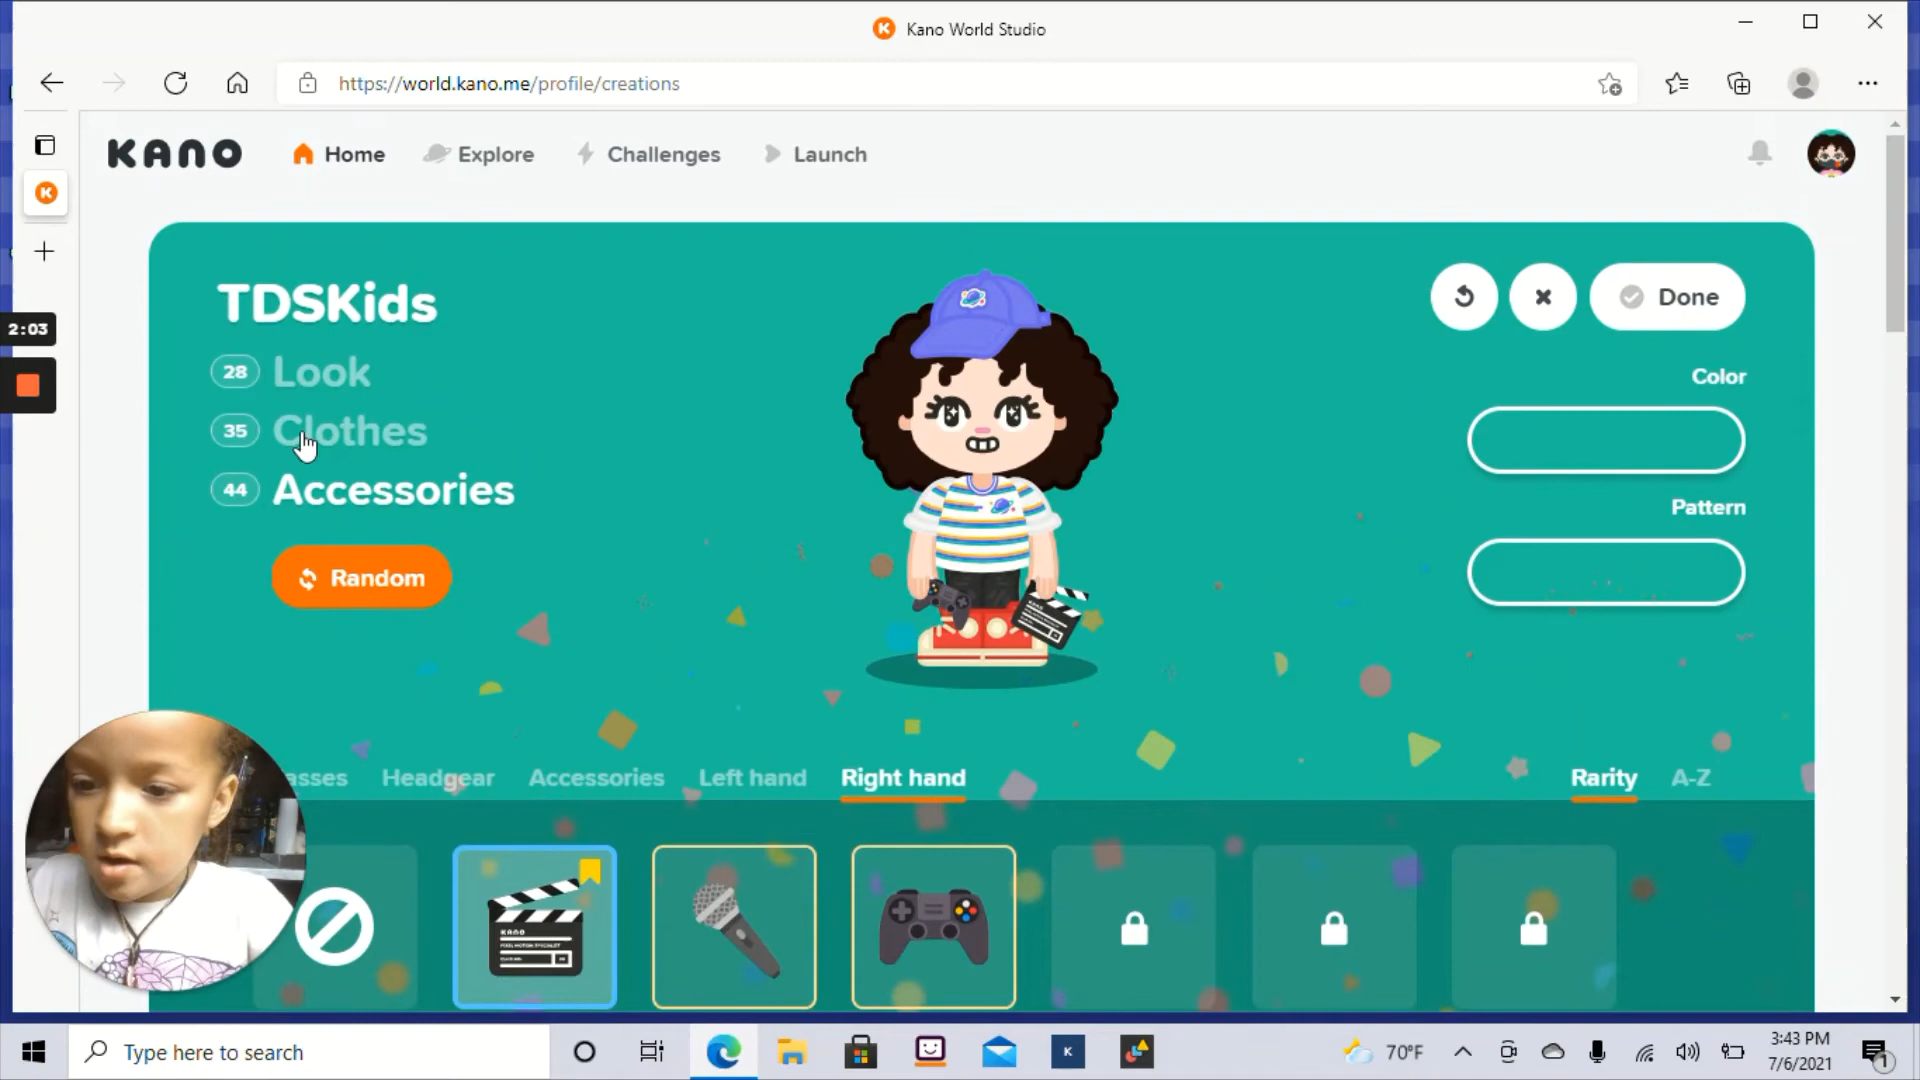 Kano World Studio
https://world.kano.me/profile/creations
KANO
Home
Explore
Challenges
Launch
TDSKids
Done
2:03
28 Look
35 Clothes
44 Accessories
Random
Color
Pattern
asses
Headgear
Accessories
Left hand
Right hand
Rarity
A-Z
KANO
Type here to search
70°F
3:43 PM
7/6/2021
1